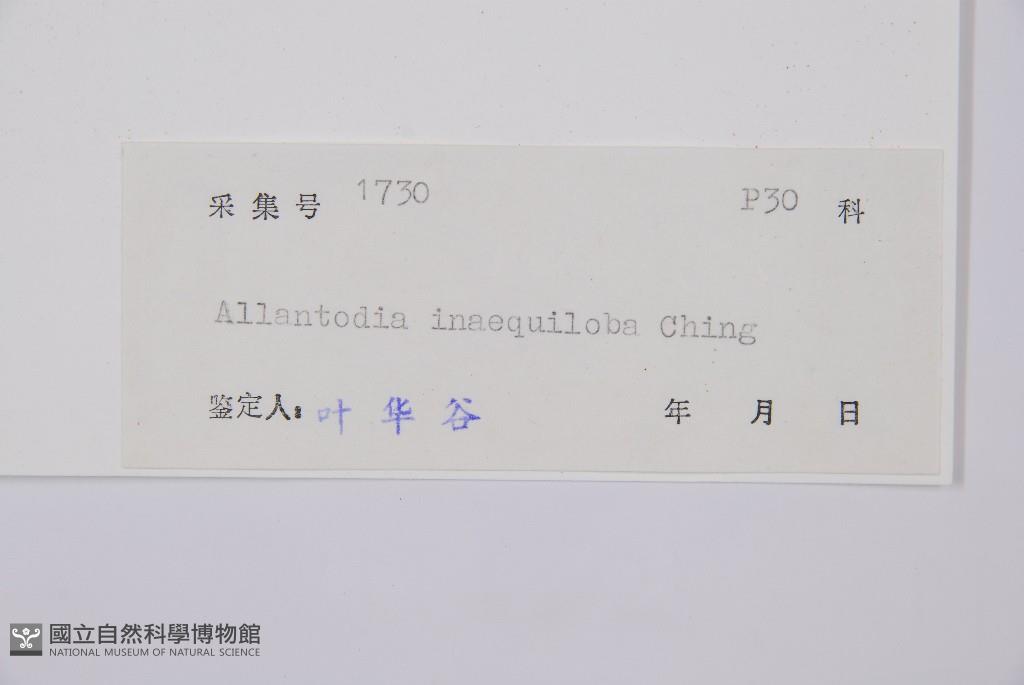 采集号 1730 P30 科
Allantodia inaequiloba Ching
鉴定人: 叶华谷 年 月 日
國立自然科學博物館
NATIONAL MUSEUM OF NATURAL SCIENCE